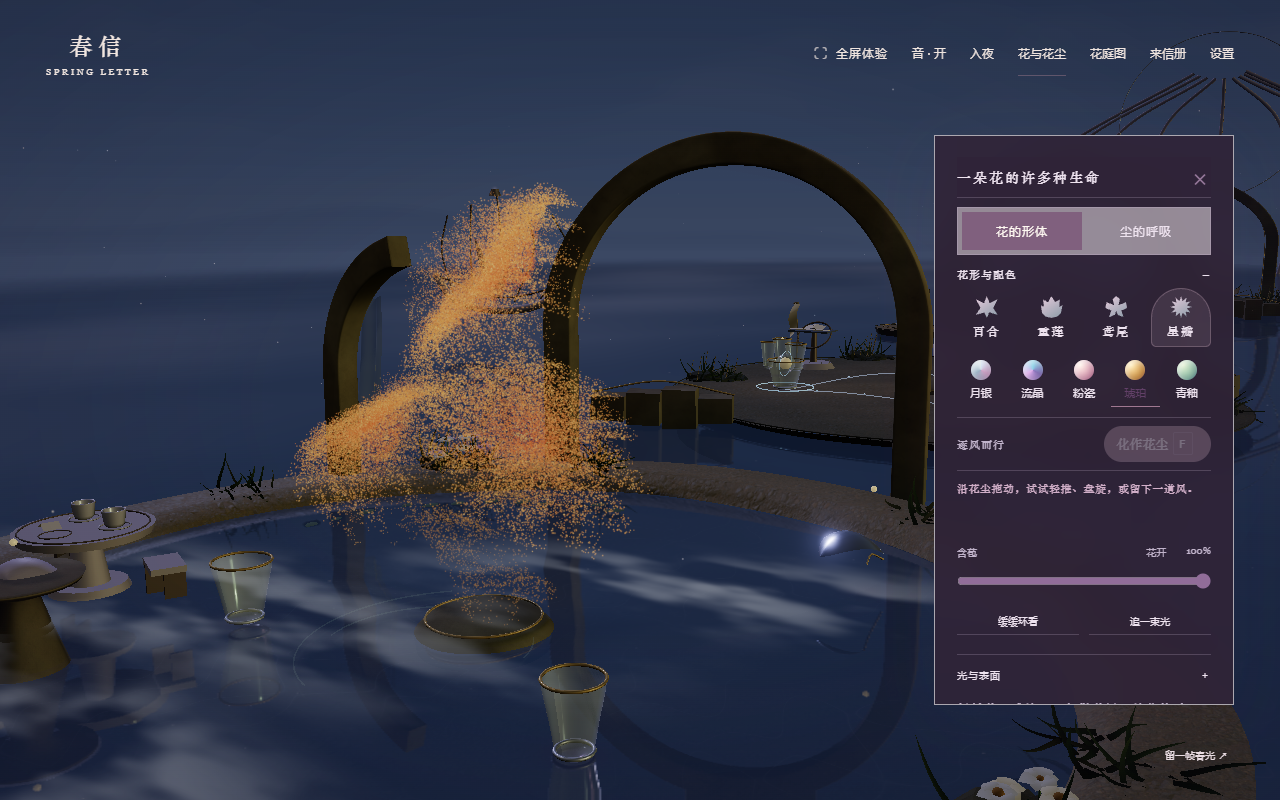 春信
SPRING LETTER
全屏体验 音·开 入夜 花与花尘 花庭图 来信册 设置
一朵花的许多种生命
花的形体 尘的呼吸
花形与配色
百合 重莲 鸢尾 星瓣
月银 流晶 粉瓷 琥珀 青釉
逐风而行 化作花尘 F
沿花尘拖动，试试轻推、盘旋，或留下一道风。
含苞 花开 100%
缓缓环看 追一束光
光与表面 +
留一帧春光 ↗